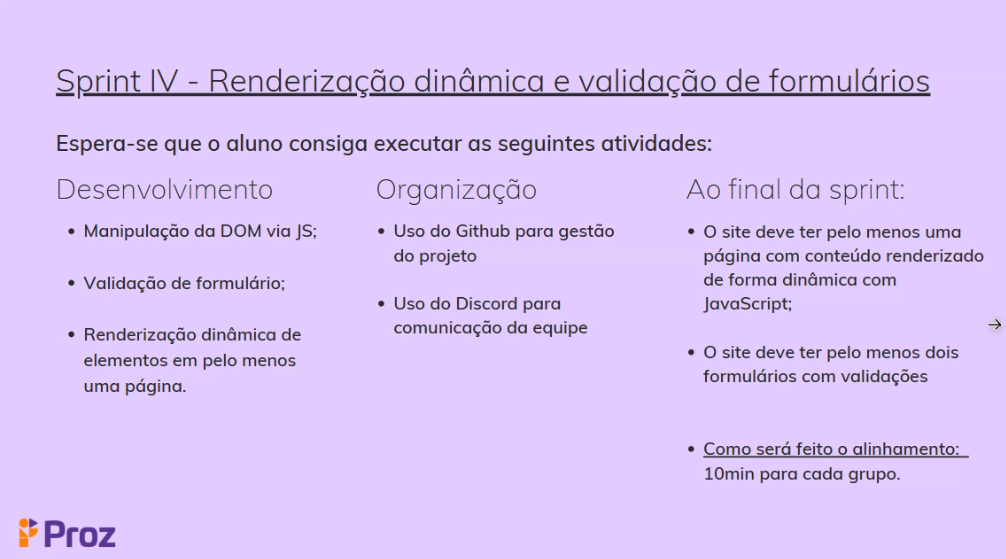 Sprint IV - Renderização dinâmica e validação de formulários
Espera-se que o aluno consiga executar as seguintes atividades:
Desenvolvimento
• Manipulação da DOM via JS;
• Validação de formulário;
• Renderização dinâmica de
elementos em pelo menos
uma página.
Organização
• Uso do Github para gestão
do projeto
• Uso do Discord para
comunicação da equipe
Ao final da sprint:
• O site deve ter pelo menos uma
página com conteúdo renderizado
de forma dinâmica com
JavaScript;
• O site deve ter pelo menos dois
formulários com validações
• Como será feito o alinhamento:
10min para cada grupo.
Proz